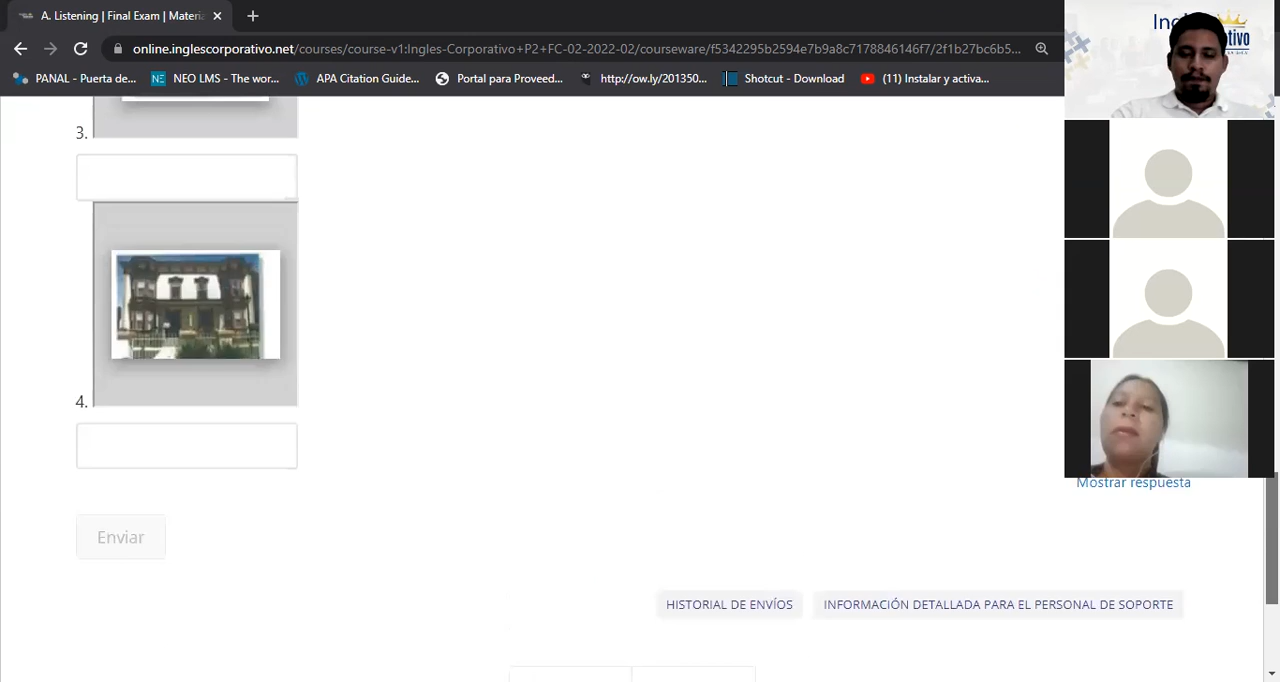 A. Listening | Final Exam | Materia
online.inglescorporativo.net/courses/course-v1:Ingles-Corporativo+P2+FC-02-2022-02/courseware/f5342295b2594e7b9a8c7178846146f7/2f1b27bc6b5...
PANAL - Puerta de...
NEO LMS - The wor...
APA Citation Guide...
Portal para Proveed...
http://ow.ly/201350...
Shotcut - Download
(11) Instalar y activa...
3.
4.
Mostrar respuesta
Enviar
HISTORIAL DE ENVÍOS
INFORMACIÓN DETALLADA PARA EL PERSONAL DE SOPORTE